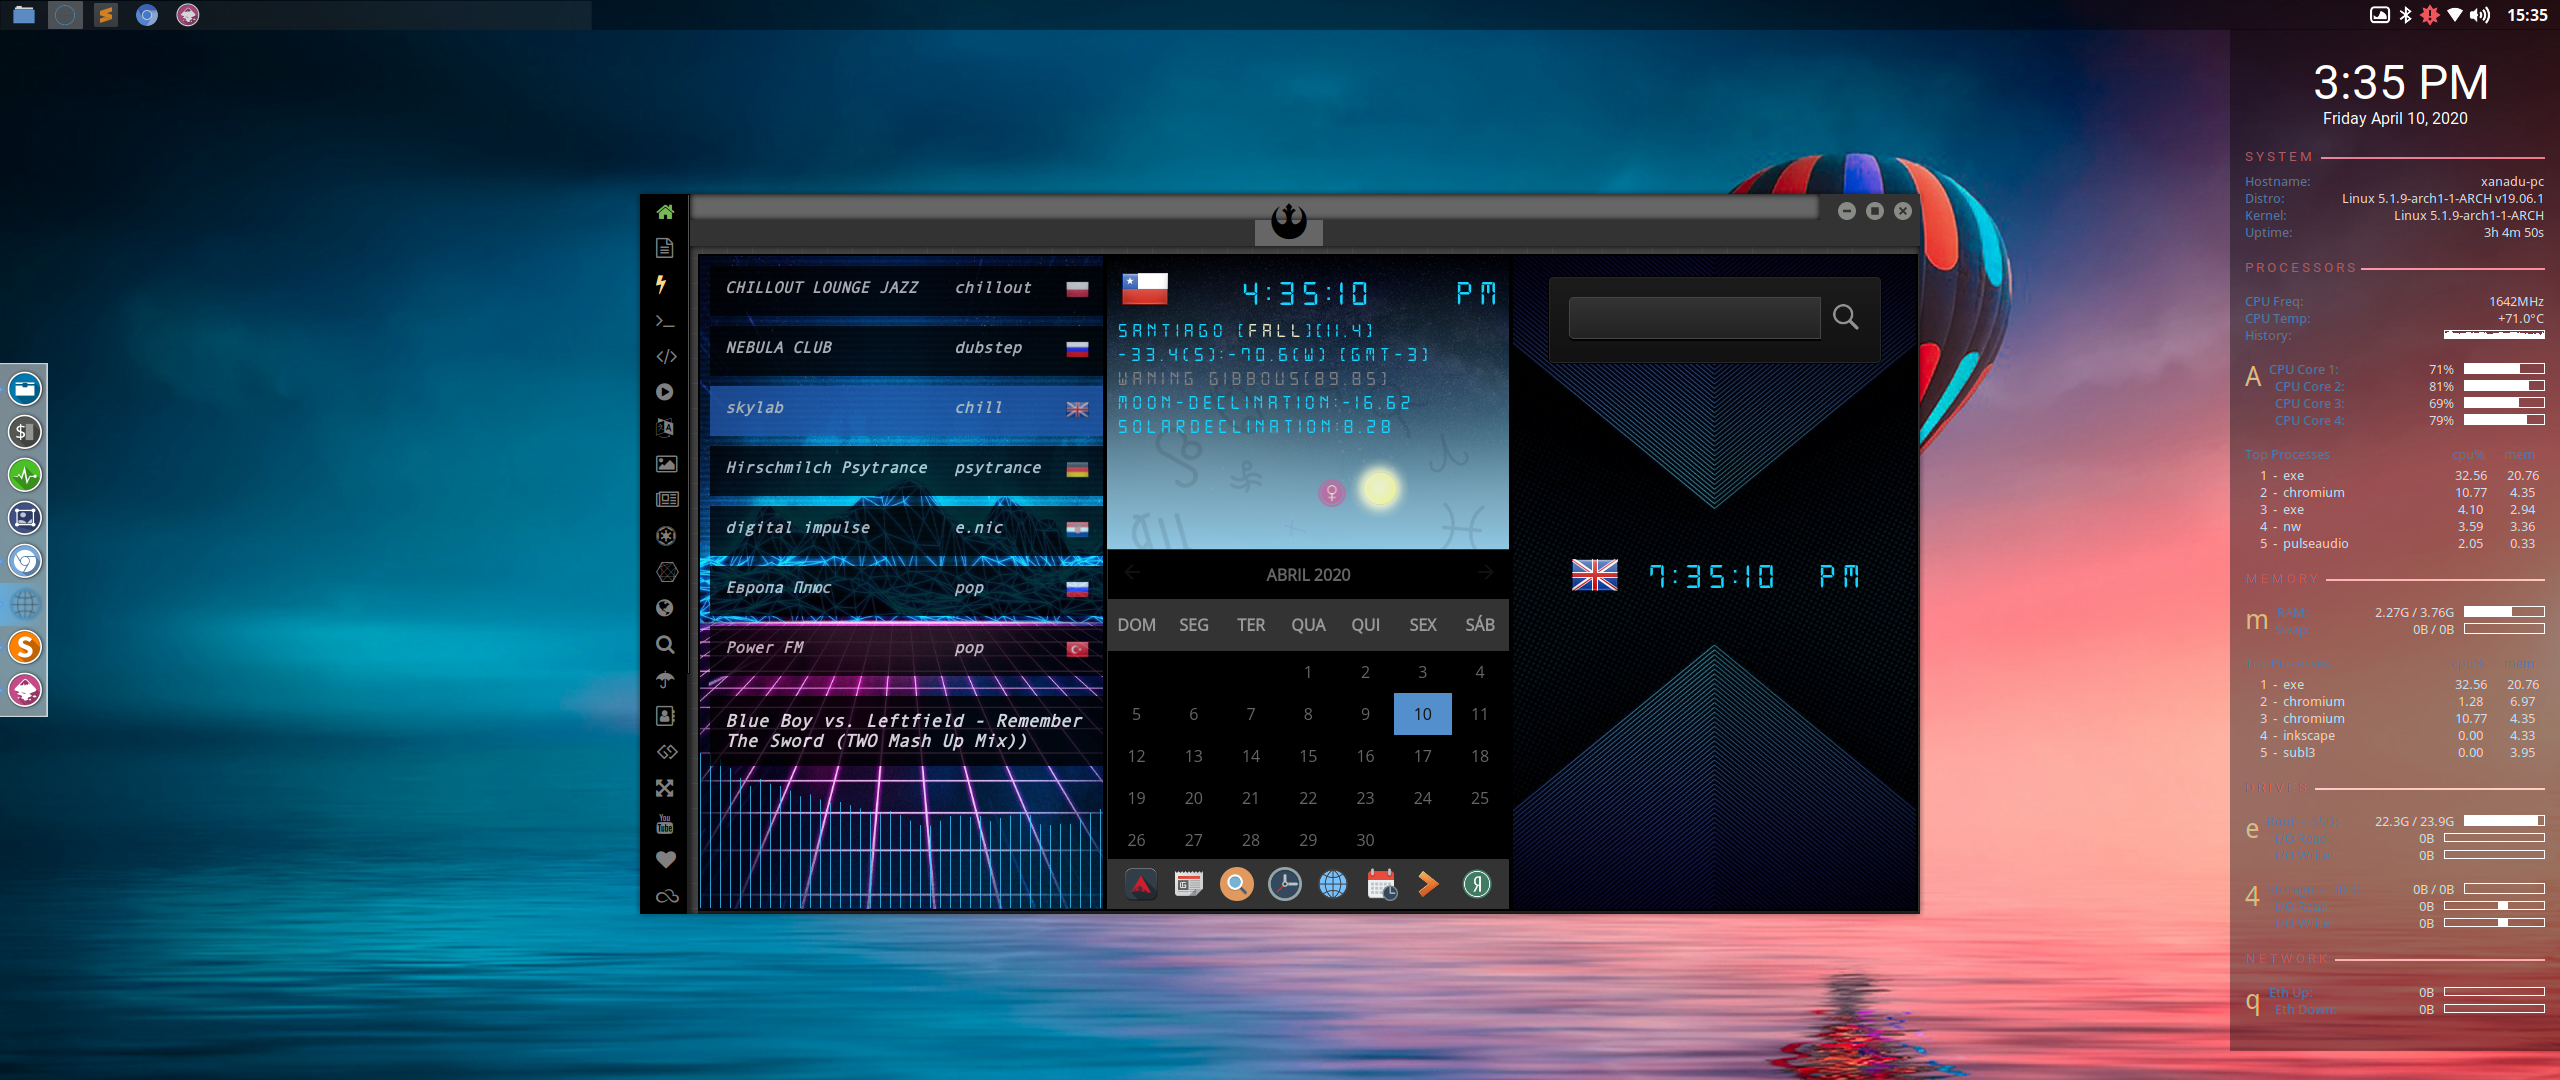 15:35
3:35 PM
Friday April 10, 2020
SYSTEM
Hostname: xanadu-pc
Distro: Linux 5.1.9-arch1-1-ARCH v19.06.1
Kernel: Linux 5.1.9-arch1-1-ARCH
Uptime: 3h 4m 50s
PROCESSORS
CPU Freq: 1642MHz
CPU Temp: +71.0°C
History:
A CPU Core 1: 71%
CPU Core 2: 81%
CPU Core 3: 69%
CPU Core 4: 79%
Top Processes cpu% mem
1 - exe 32.56 20.76
2 - chromium 10.77 4.35
3 - exe 4.10 2.94
4 - nw 3.59 3.36
5 - pulseaudio 2.05 0.33
MEMORY
m RAM: 2.27G / 3.76G
Swap: 0B / 0B
1 - exe 32.56 20.76
2 - chromium 1.28 6.97
3 - chromium 10.77 4.35
4 - inkscape 0.00 4.33
5 - subl3 0.00 3.95
DRIVES
e 22.3G / 23.9G
0B
0B
4 0B / 0B
0B
0B
NETWORK
q Eth Up: 0B
Eth Down: 0B
CHILLOUT LOUNGE JAZZ chillout
NEBULA CLUB dubstep
skylab chill
Hirschmilch Psytrance psytrance
digital impulse e.nic
Европа Плюс pop
Power FM pop
Blue Boy vs. Leftfield - Remember
The Sword (TWO Mash Up Mix))
4:35:10 PM
SANTIAGO [FALL][11.4]
-33.4(S):-70.6(W) [GMT-3]
WANING GIBBOUS[89.85]
MOON-DECLINATION:-16.62
SOLARDECLINATION:8.28
ABRIL 2020
DOM SEG TER QUA QUI SEX SÁB
1 2 3 4
5 6 7 8 9 10 11
12 13 14 15 16 17 18
19 20 21 22 23 24 25
26 27 28 29 30
7:35:10 PM
You
Tube